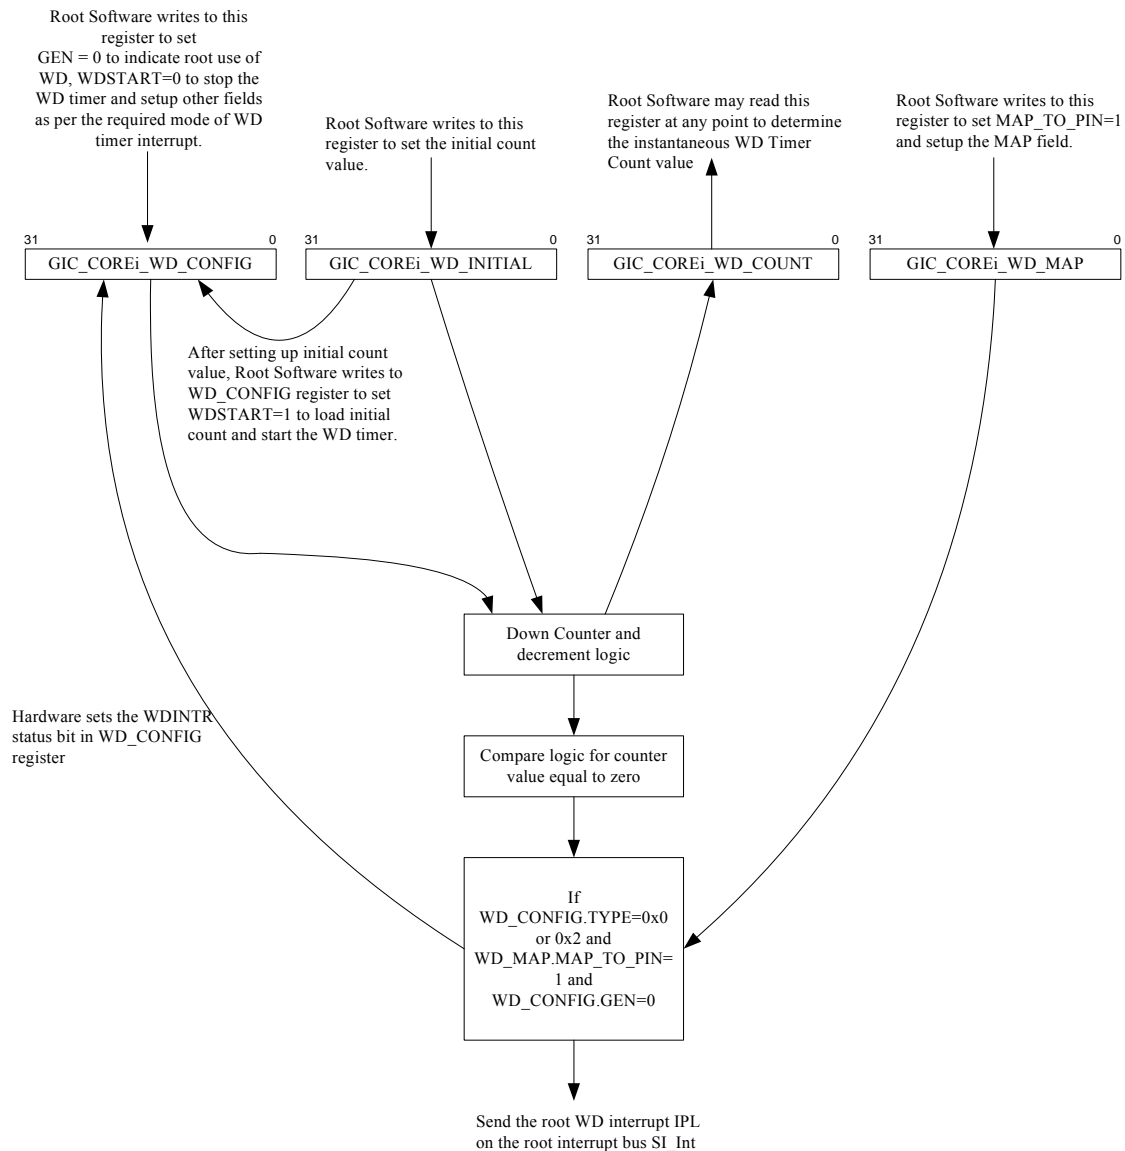 Root Software writes to this
register to set
GEN = 0 to indicate root use of
WD, WDSTART=0 to stop the
WD timer and setup other fields
as per the required mode of WD
timer interrupt.
Root Software writes to this
register to set the initial count
value.
Root Software may read this
register at any point to determine
the instantaneous WD Timer
Count value
Root Software writes to this
register to set MAP_TO_PIN=1
and setup the MAP field.
31 0
GIC_COREi_WD_CONFIG
31 0
GIC_COREi_WD_INITIAL
31 0
GIC_COREi_WD_COUNT
31 0
GIC_COREi_WD_MAP
After setting up initial count
value, Root Software writes to
WD_CONFIG register to set
WDSTART=1 to load initial
count and start the WD timer.
Down Counter and
decrement logic
Hardware sets the WDINTR
status bit in WD_CONFIG
register
Compare logic for counter
value equal to zero
If
WD_CONFIG.TYPE=0x0
or 0x2 and
WD_MAP.MAP_TO_PIN=
1 and
WD_CONFIG.GEN=0
Send the root WD interrupt IPL
on the root interrupt bus SI_Int